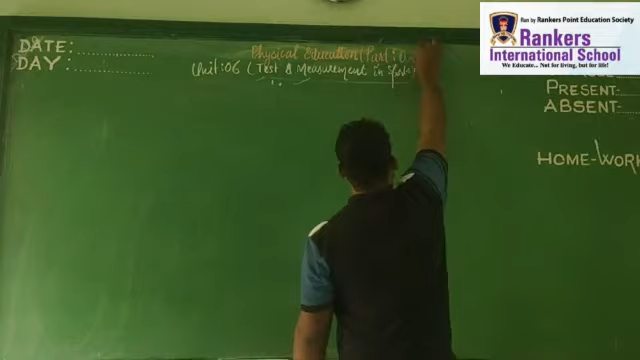 Run by Rankers Point Education Society
Rankers
International School
We Educate... Not for living, but for life!
DATE:
DAY:
Physical Education (Part:
Unit:06 (Test & Measurement in
PRESENT-
ABSENT-
HOME-WORK